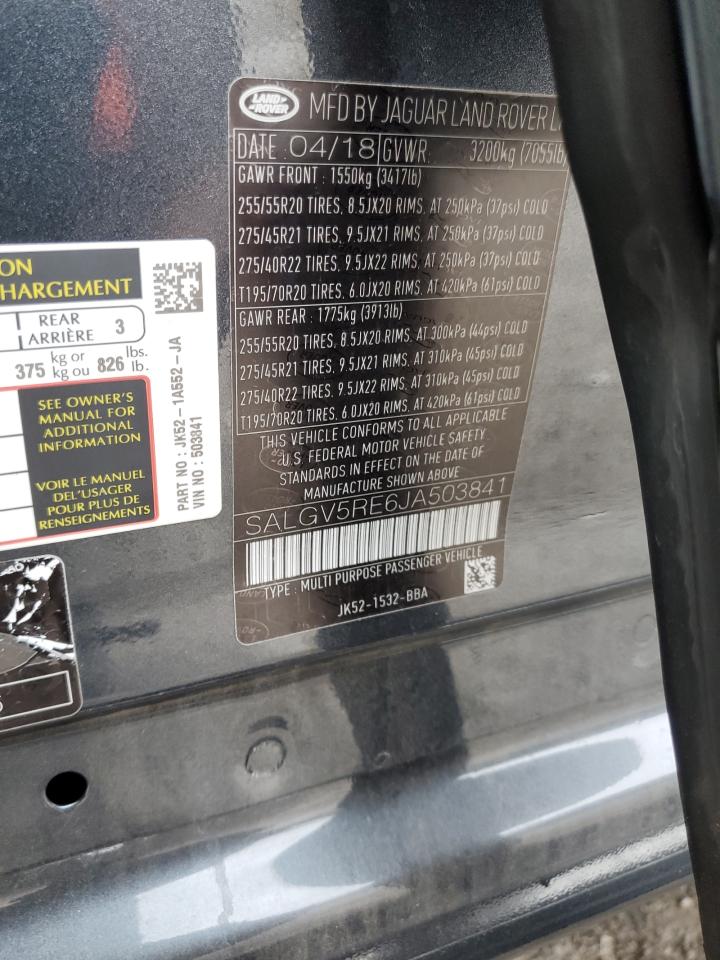 LAND ROVER
MFD BY JAGUAR LAND ROVER
DATE 04/18 GVWR 3200kg (7055lb)
GAWR FRONT : 1550kg (3417lb)
255/55R20 TIRES, 8.5JX20 RIMS, AT 250kPa (37psi) COLD
275/45R21 TIRES, 9.5JX21 RIMS, AT 250kPa (37psi) COLD
275/40R22 TIRES, 9.5JX22 RIMS, AT 250kPa (37psi) COLD
T195/70R20 TIRES, 6.0JX20 RIMS, AT 420kPa (61psi) COLD
GAWR REAR : 1775kg (3913lb)
255/55R20 TIRES, 8.5JX20 RIMS, AT 300kPa (44psi) COLD
275/45R21 TIRES, 9.5JX21 RIMS, AT 310kPa (45psi) COLD
275/40R22 TIRES, 9.5JX22 RIMS, AT 310kPa (45psi) COLD
T195/70R20 TIRES, 6.0JX20 RIMS, AT 420kPa (61psi) COLD
THIS VEHICLE CONFORMS TO ALL APPLICABLE
U.S. FEDERAL MOTOR VEHICLE SAFETY
STANDARDS IN EFFECT ON THE DATE OF
MANUFACTURE SHOWN ABOVE
SALGV5RE6JA503841
TYPE : MULTI PURPOSE PASSENGER VEHICLE
JK52-1532-BBA
ON
HARGEMENT
REAR
ARRIÈRE 3
375 kg or kg ou 826 lbs. lb.
SEE OWNER'S
MANUAL FOR
ADDITIONAL
INFORMATION
VOIR LE MANUEL
DEL'USAGER
POUR PLUS DE
RENSEIGNEMENTS
PART NO : JK52-1A552-JA
VIN NO : 503841